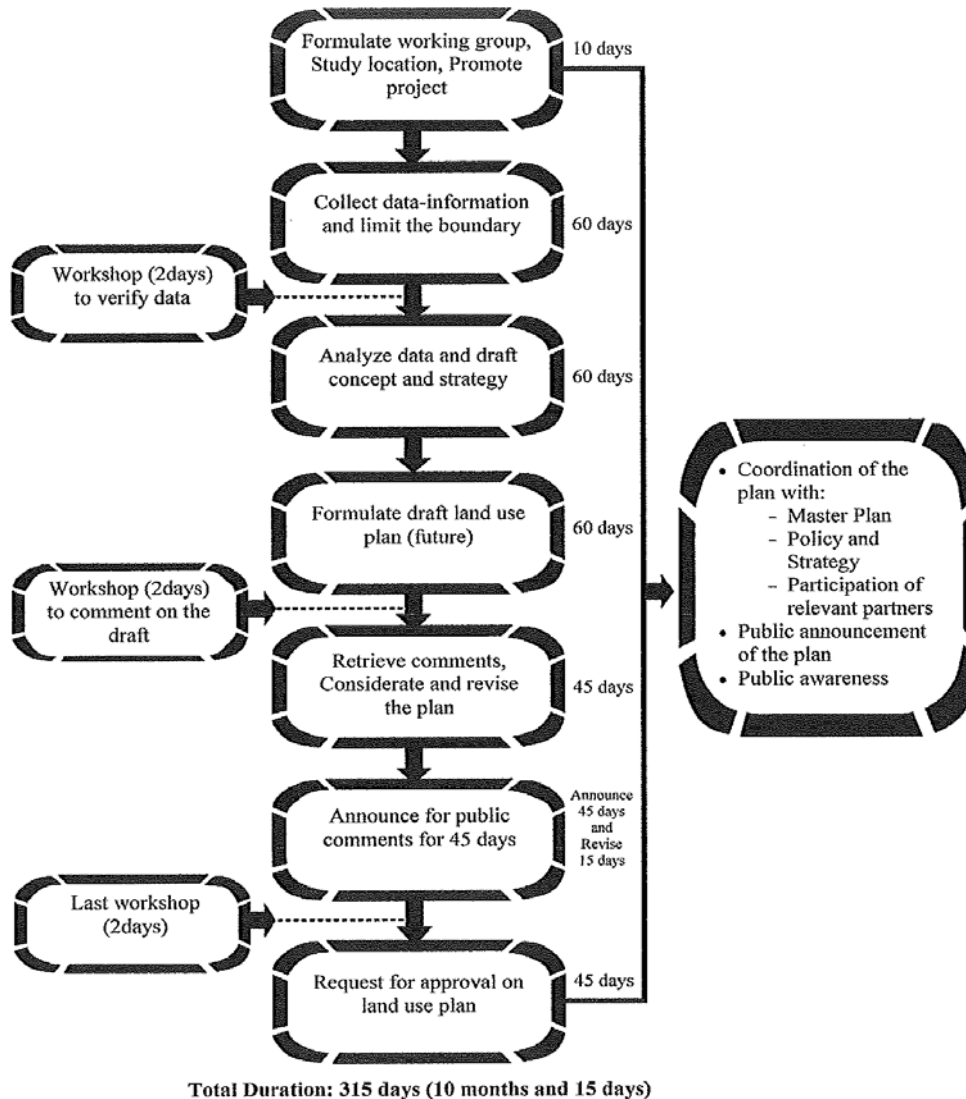 Formulate working group,
Study location, Promote
project
10 days
Collect data-information
and limit the boundary
60 days
Workshop (2days)
to verify data
Analyze data and draft
concept and strategy
60 days
Formulate draft land use
plan (future)
60 days
Workshop (2days)
to comment on the
draft
Retrieve comments,
Considerate and revise
the plan
45 days
Announce for public
comments for 45 days
Announce
45 days
and
Revise
15 days
Last workshop
(2days)
Request for approval on
land use plan
45 days
• Coordination of the
plan with:
- Master Plan
- Policy and
Strategy
- Participation of
relevant partners
• Public announcement
of the plan
• Public awareness
Total Duration: 315 days (10 months and 15 days)